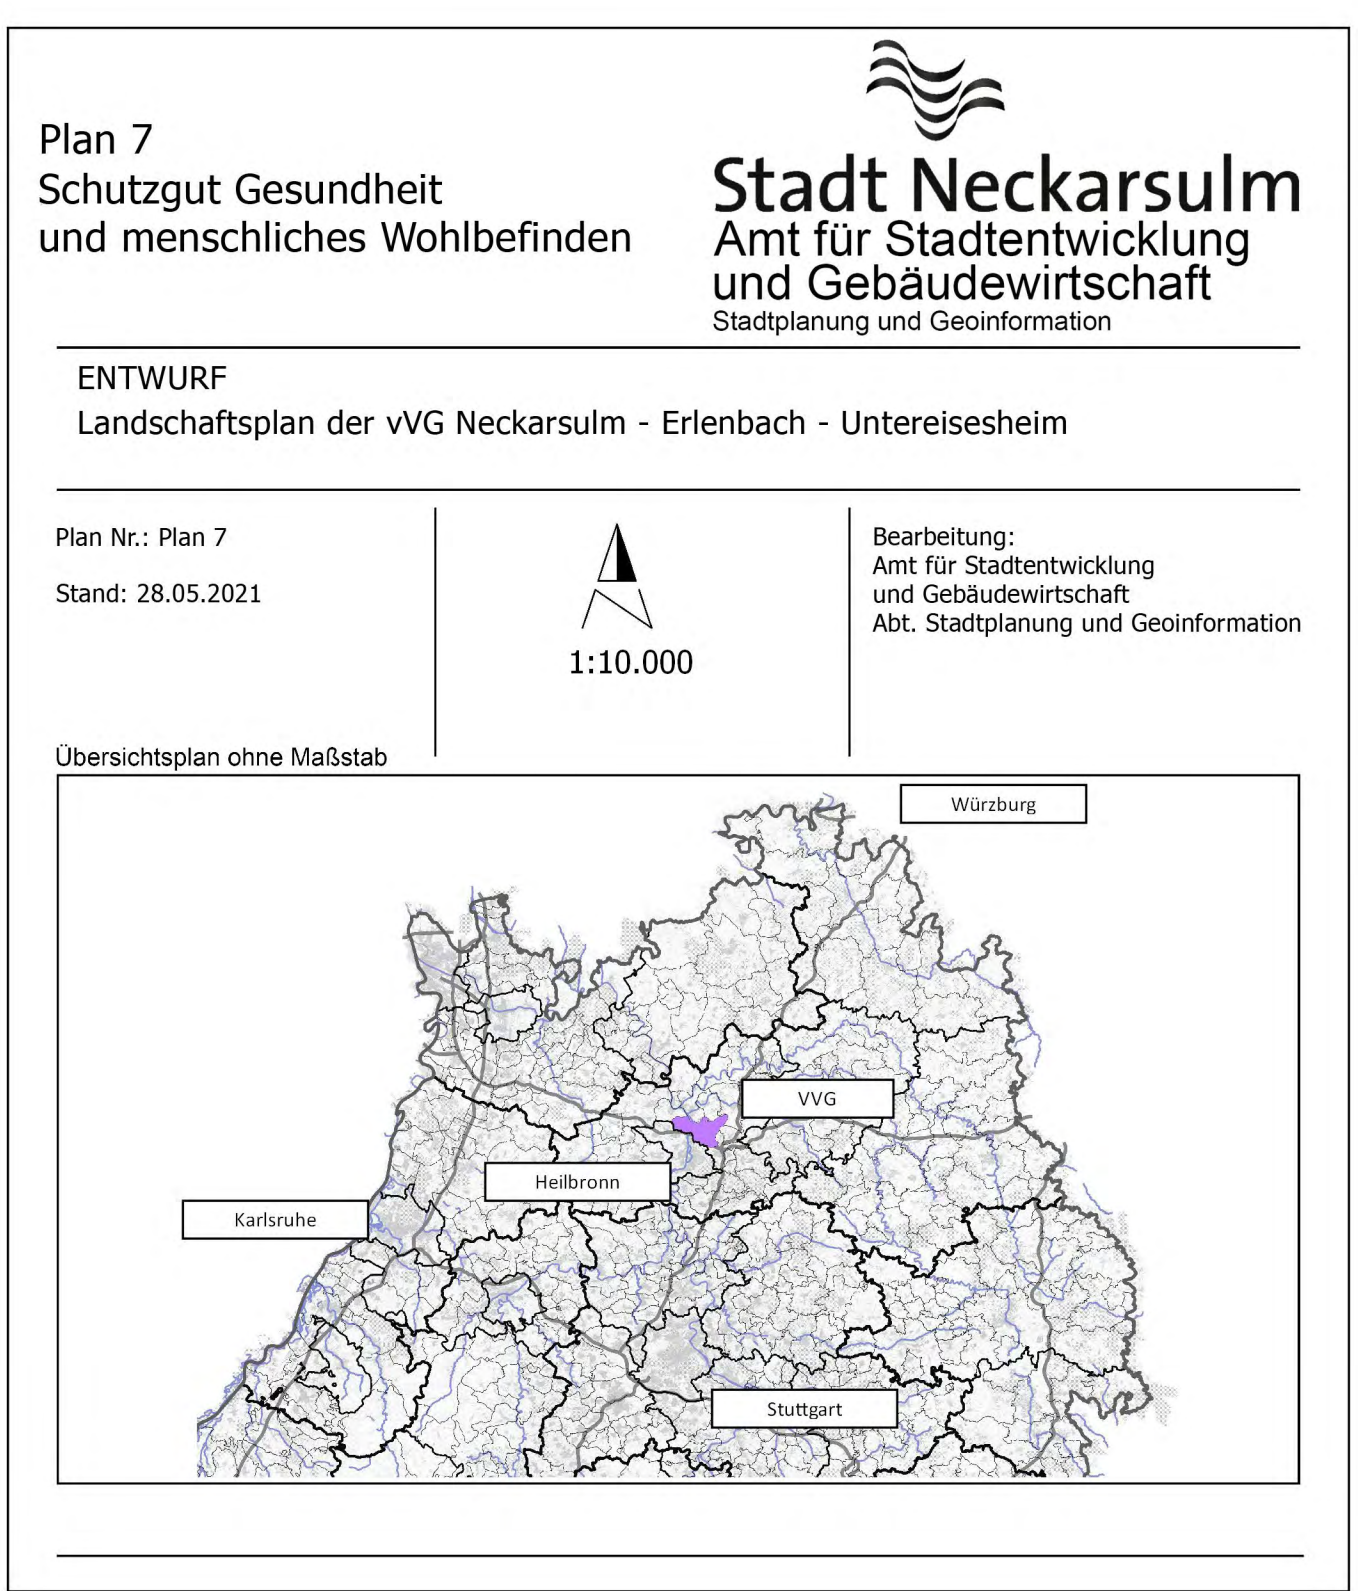 Plan 7
Schutzgut Gesundheit
und menschliches Wohlbefinden
Stadt Neckarsulm
Amt für Stadtentwicklung
und Gebäudewirtschaft
Stadtplanung und Geoinformation
ENTWURF
Landschaftsplan der vVG Neckarsulm - Erlenbach - Untereisesheim
Plan Nr.: Plan 7
Stand: 28.05.2021
1:10.000
Bearbeitung:
Amt für Stadtentwicklung
und Gebäudewirtschaft
Abt. Stadtplanung und Geoinformation
Übersichtsplan ohne Maßstab
Würzburg
VVG
Heilbronn
Karlsruhe
Stuttgart